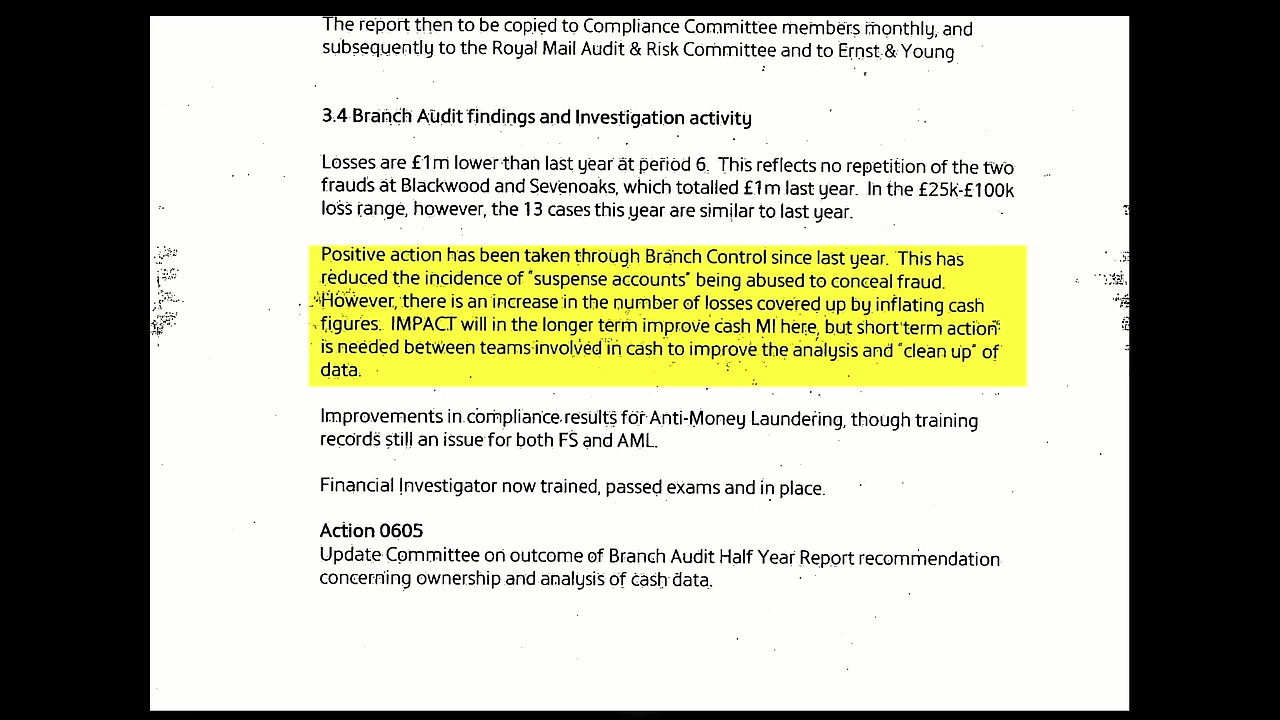 The report then to be copied to Compliance Committee members monthly, and
subsequently to the Royal Mail Audit & Risk Committee and to Ernst & Young
3.4 Branch Audit findings and Investigation activity
Losses are £1m lower than last year at period 6. This reflects no repetition of the two
frauds at Blackwood and Sevenoaks, which totalled £1m last year. In the £25k-£100k
loss range, however, the 13 cases this year are similar to last year.
Positive action has been taken through Branch Control since last year. This has
reduced the incidence of "suspense accounts" being abused to conceal fraud.
However, there is an increase in the number of losses covered up by inflating cash
figures. IMPACT will in the longer term improve cash MI here, but short term action
is needed between teams involved in cash to improve the analysis and "clean up" of
data.
Improvements in compliance results for Anti-Money Laundering, though training
records still an issue for both FS and AML.
Financial Investigator now trained, passed exams and in place.
Action 0605
Update Committee on outcome of Branch Audit Half Year Report recommendation
concerning ownership and analysis of cash data.